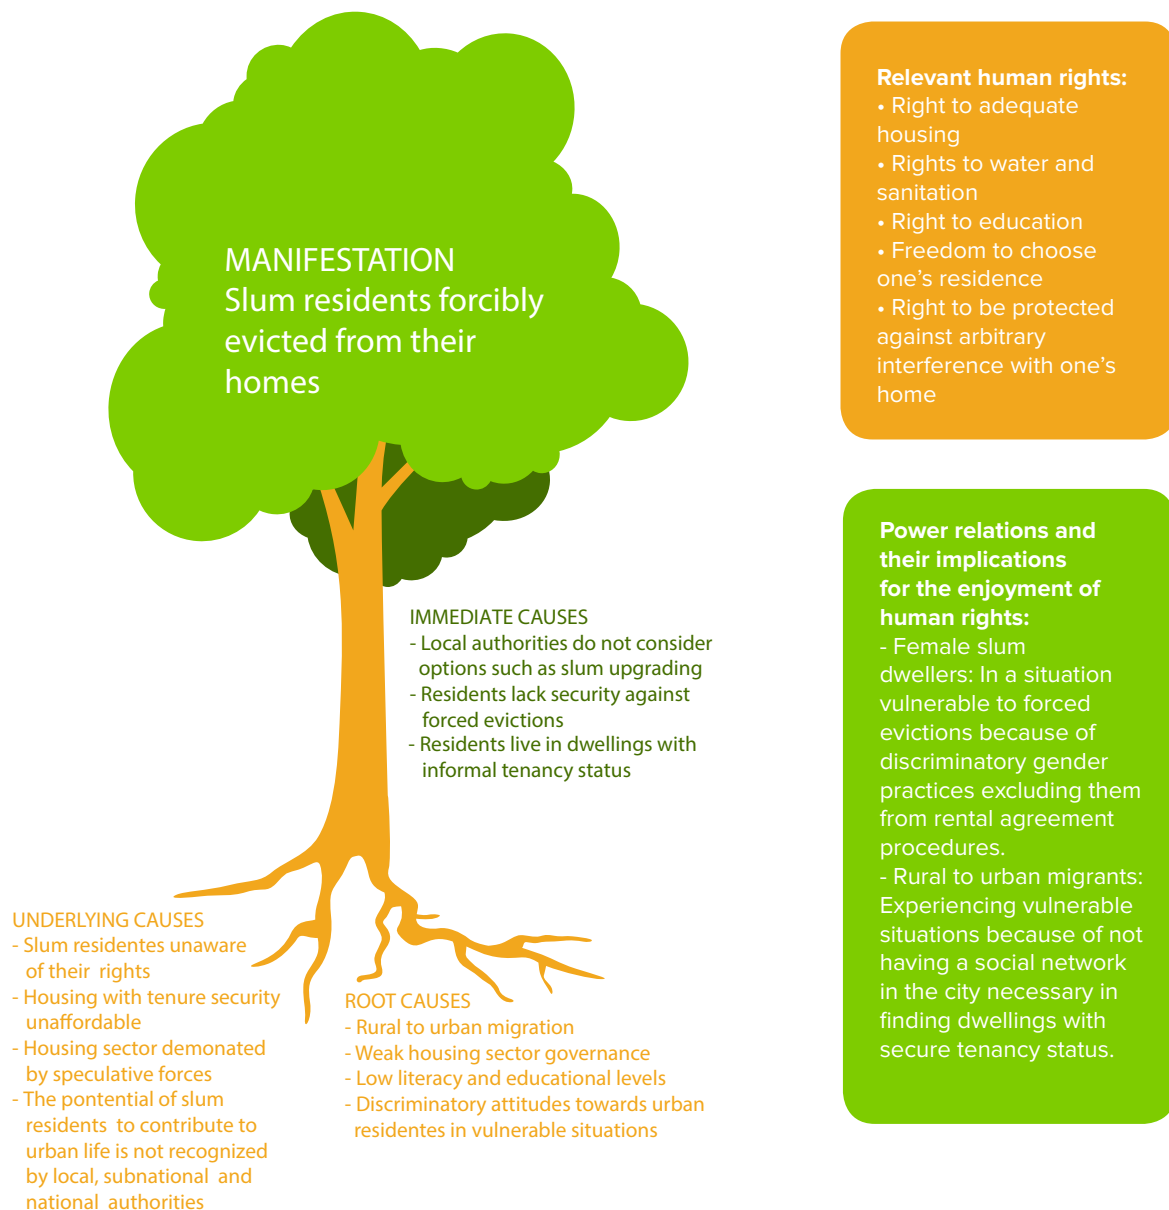 MANIFESTATION
Slum residents forcibly
evicted from their
homes
IMMEDIATE CAUSES
- Local authorities do not consider
options such as slum upgrading
- Residents lack security against
forced evictions
- Residents live in dwellings with
informal tenancy status
UNDERLYING CAUSES
- Slum residentes unaware
of their rights
- Housing with tenure security
unaffordable
- Housing sector demonated
by speculative forces
- The pontential of slum
residents to contribute to
urban life is not recognized
by local, subnational and
national authorities
ROOT CAUSES
- Rural to urban migration
- Weak housing sector governance
- Low literacy and educational levels
- Discriminatory attitudes towards urban
residentes in vulnerable situations
Relevant human rights:
• Right to adequate
housing
• Rights to water and
sanitation
• Right to education
• Freedom to choose
one's residence
• Right to be protected
against arbitrary
interference with one's
home
Power relations and
their implications
for the enjoyment of
human rights:
- Female slum
dwellers: In a situation
vulnerable to forced
evictions because of
discriminatory gender
practices excluding them
from rental agreement
procedures.
- Rural to urban migrants:
Experiencing vulnerable
situations because of not
having a social network
in the city necessary in
finding dwellings with
secure tenancy status.